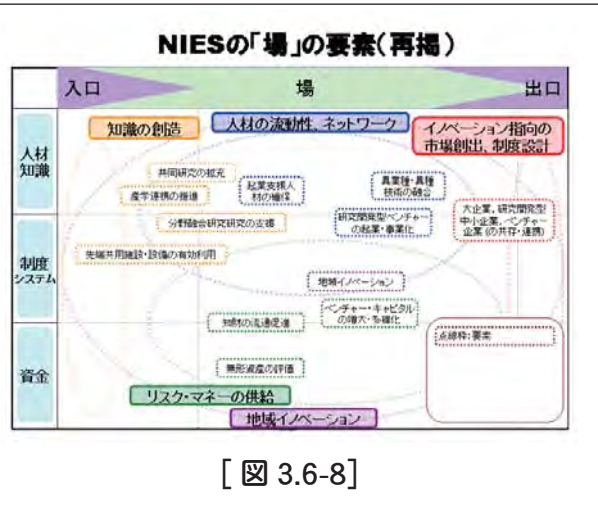 NIESの「場」の要素(再掲)
入口
場
出口
人材
知識
制度
システム
資金
知識の創造
人材の流動性、ネットワーク
イノベーション指向の
市場創出、制度設計
共同研究の拡充
産学連携の推進
起業支援人
材の確保
異業種・異種
技術の融合
分野融合研究研究の支援
研究開発型ベンチャー
の起業・事業化
大企業、研究開発型
中小企業、ベンチャー
企業(の共存・連携)
先端共用施設・設備の有効利用
地域イノベーション
知財の流通促進
ベンチャー・キャピタル
の増大・多様化
点線枠:要素
無形資産の評価
リスク・マネーの供給
地域イノベーション
[図 3.6-8]